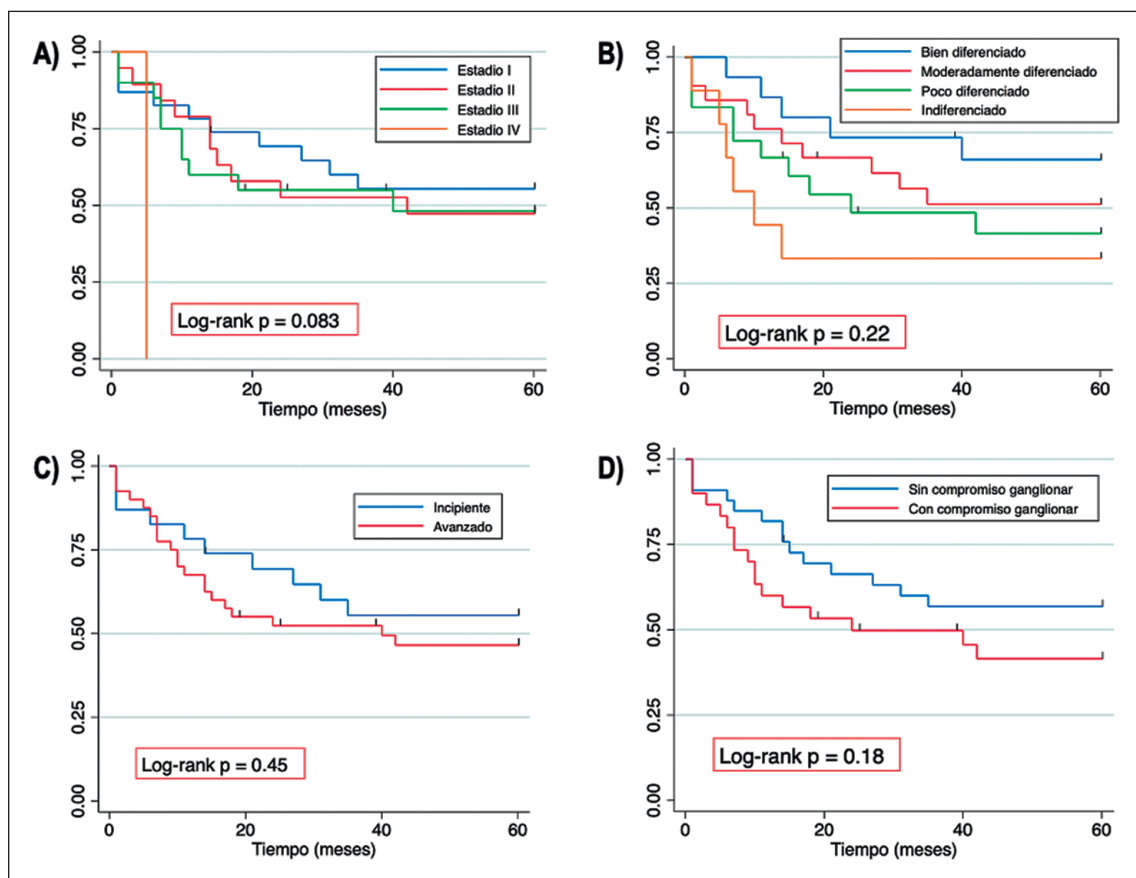 A)
1.00
0.75
0.50
0.25
0.00
Estadio I
Estadio II
Estadio III
Estadio IV
Log-rank p = 0.083
0 20 40 60
Tiempo (meses)
B)
1.00
0.75
0.50
0.25
0.00
Bien diferenciado
Moderadamente diferenciado
Poco diferenciado
Indiferenciado
Log-rank p = 0.22
0 20 40 60
Tiempo (meses)
C)
1.00
0.75
0.50
0.25
0.00
Incipiente
Avanzado
Log-rank p = 0.45
0 20 40 60
Tiempo (meses)
D)
1.00
0.75
0.50
0.25
0.00
Sin compromiso ganglionar
Con compromiso ganglionar
Log-rank p = 0.18
0 20 40 60
Tiempo (meses)